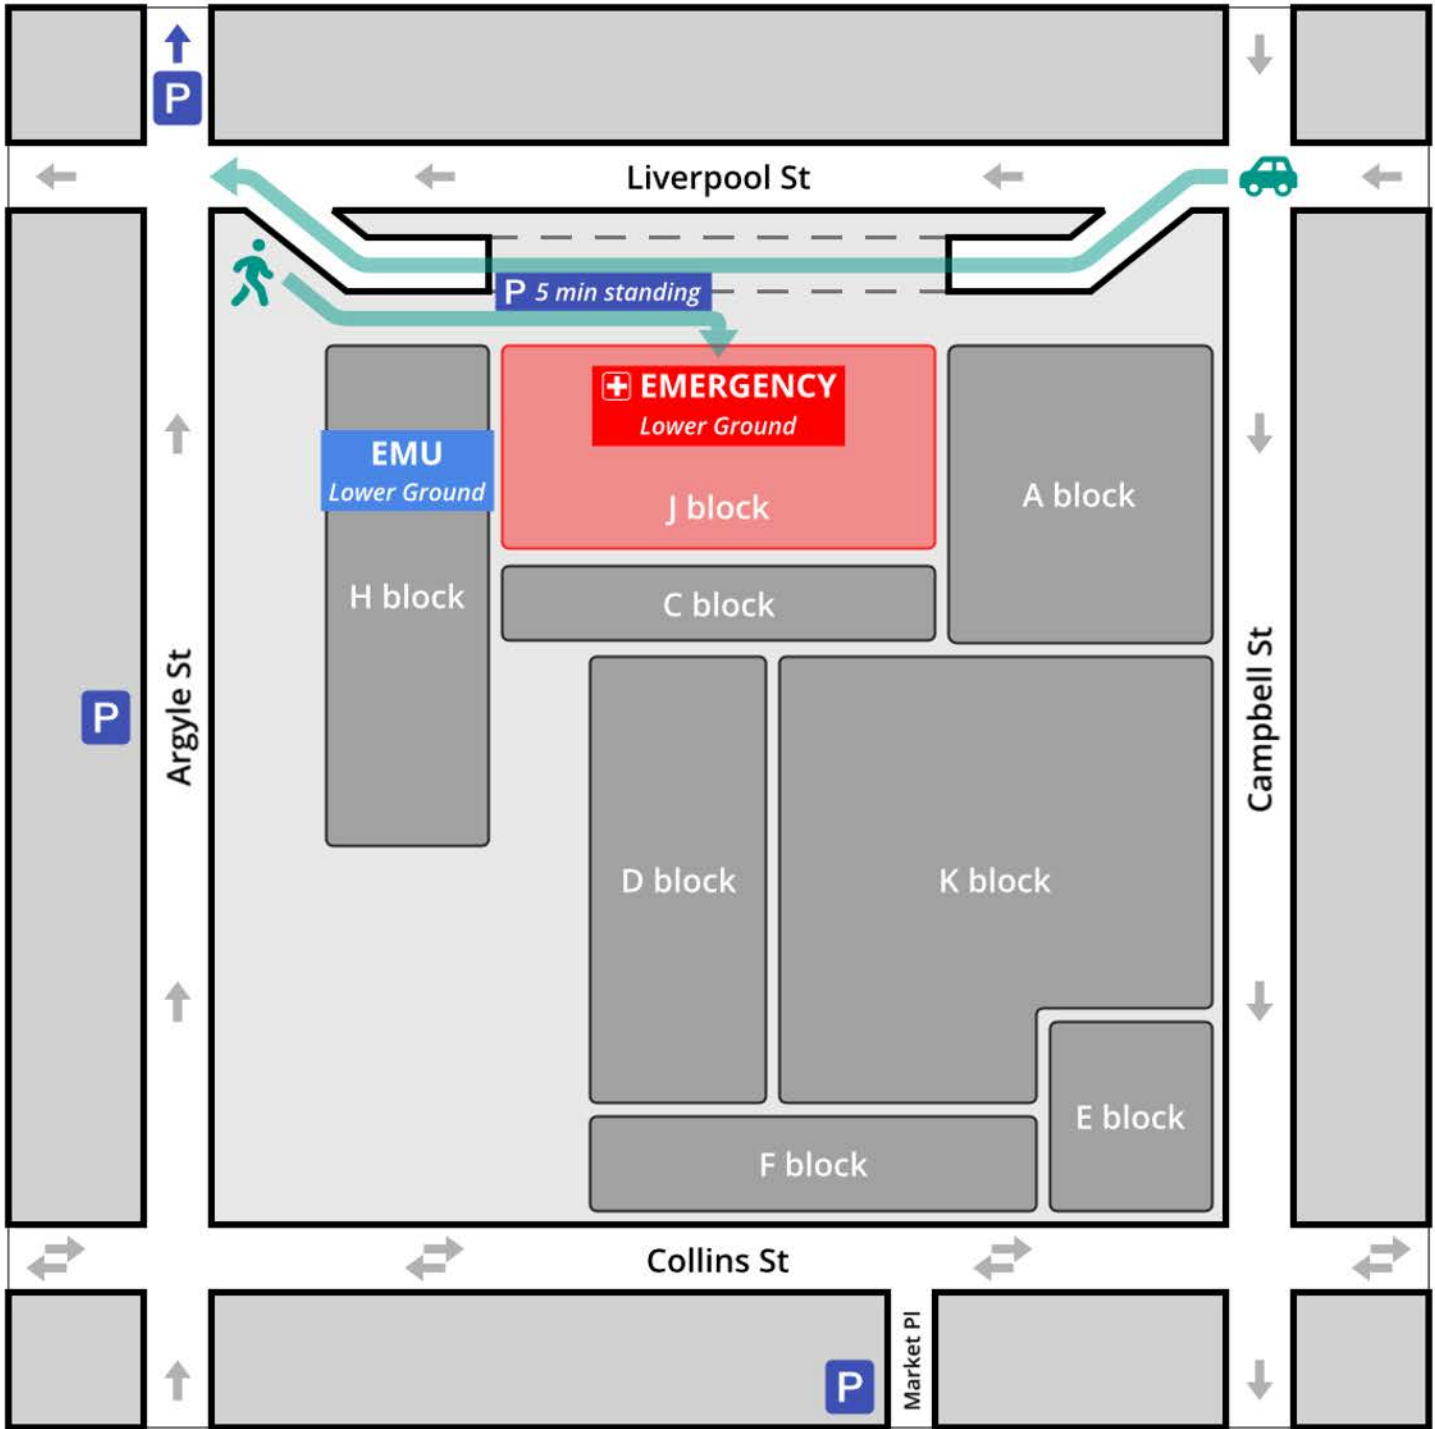 P
Liverpool St
P 5 min standing
EMERGENCY
Lower Ground
EMU
Lower Ground
J block
A block
H block
C block
Argyle St
Campbell St
P
D block
K block
E block
F block
Collins St
Market Pl
P